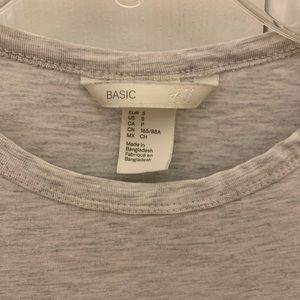 BASIC H&M
EUR S
US S
CA P
CN 165/88A
MX CH
Made in
Bangladesh
Fabriqué en
Bangladesh